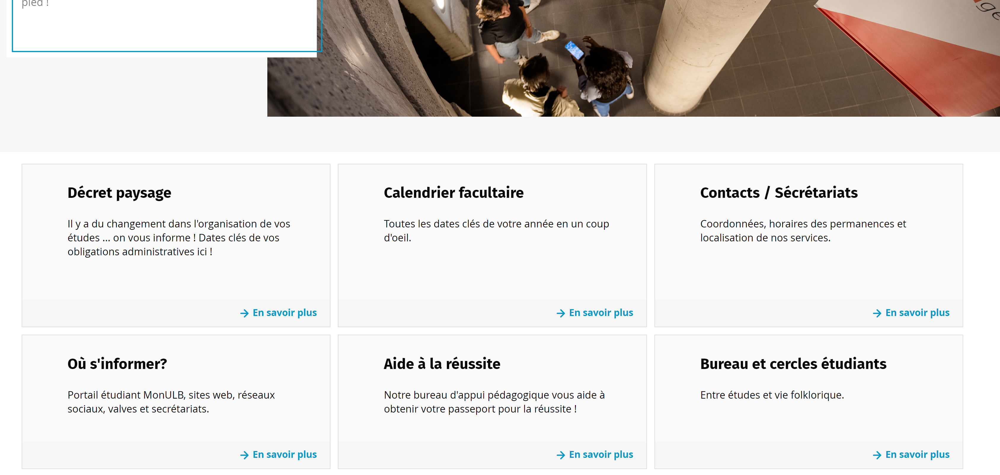 pied !
ge
Décret paysage
Il y a du changement dans l'organisation de vos
études ... on vous informe ! Dates clés de vos
obligations administratives ici !
En savoir plus
Calendrier facultaire
Toutes les dates clés de votre année en un coup
d'oeil.
En savoir plus
Contacts / Sécrétariats
Coordonnées, horaires des permanences et
localisation de nos services.
En savoir plus
Où s'informer?
Portail étudiant MonULB, sites web, réseaux
sociaux, valves et secrétariats.
En savoir plus
Aide à la réussite
Notre bureau d'appui pédagogique vous aide à
obtenir votre passeport pour la réussite !
En savoir plus
Bureau et cercles étudiants
Entre études et vie folklorique.
En savoir plus